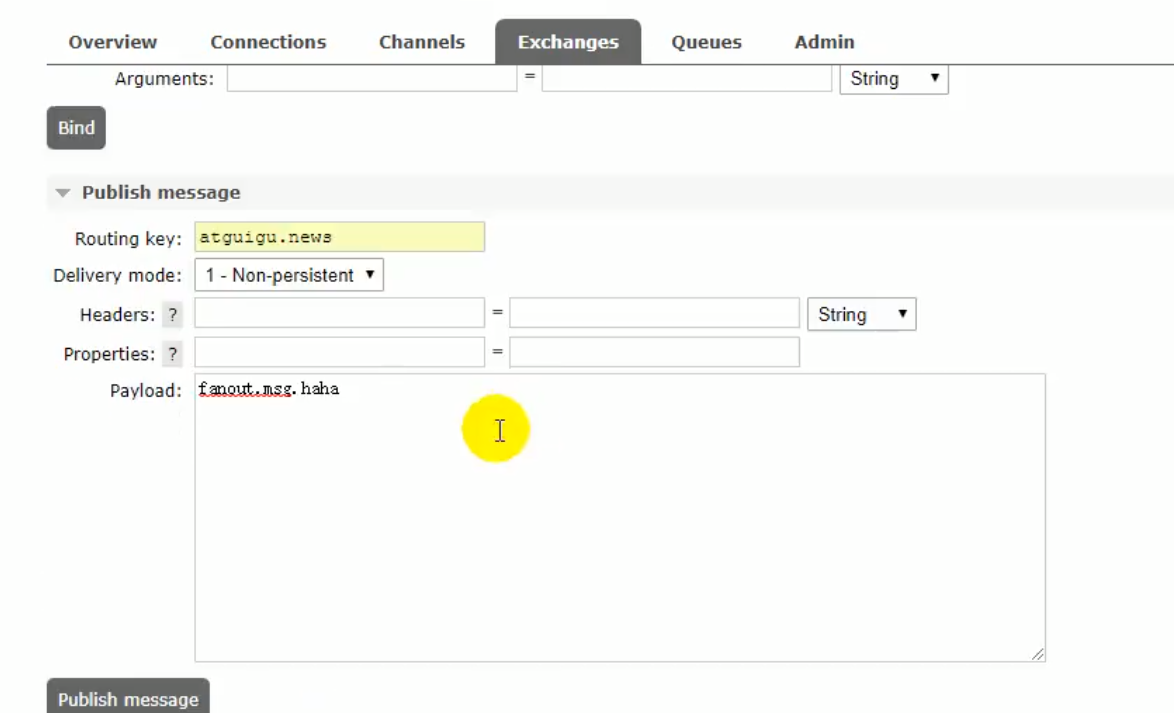 Overview Connections Channels Exchanges Queues Admin
Arguments: = String
Bind
Publish message
Routing key: atguigu.news
Delivery mode: 1 - Non-persistent
Headers: ? = String
Properties: ? =
Payload: fanout.msg.haha
Publish message